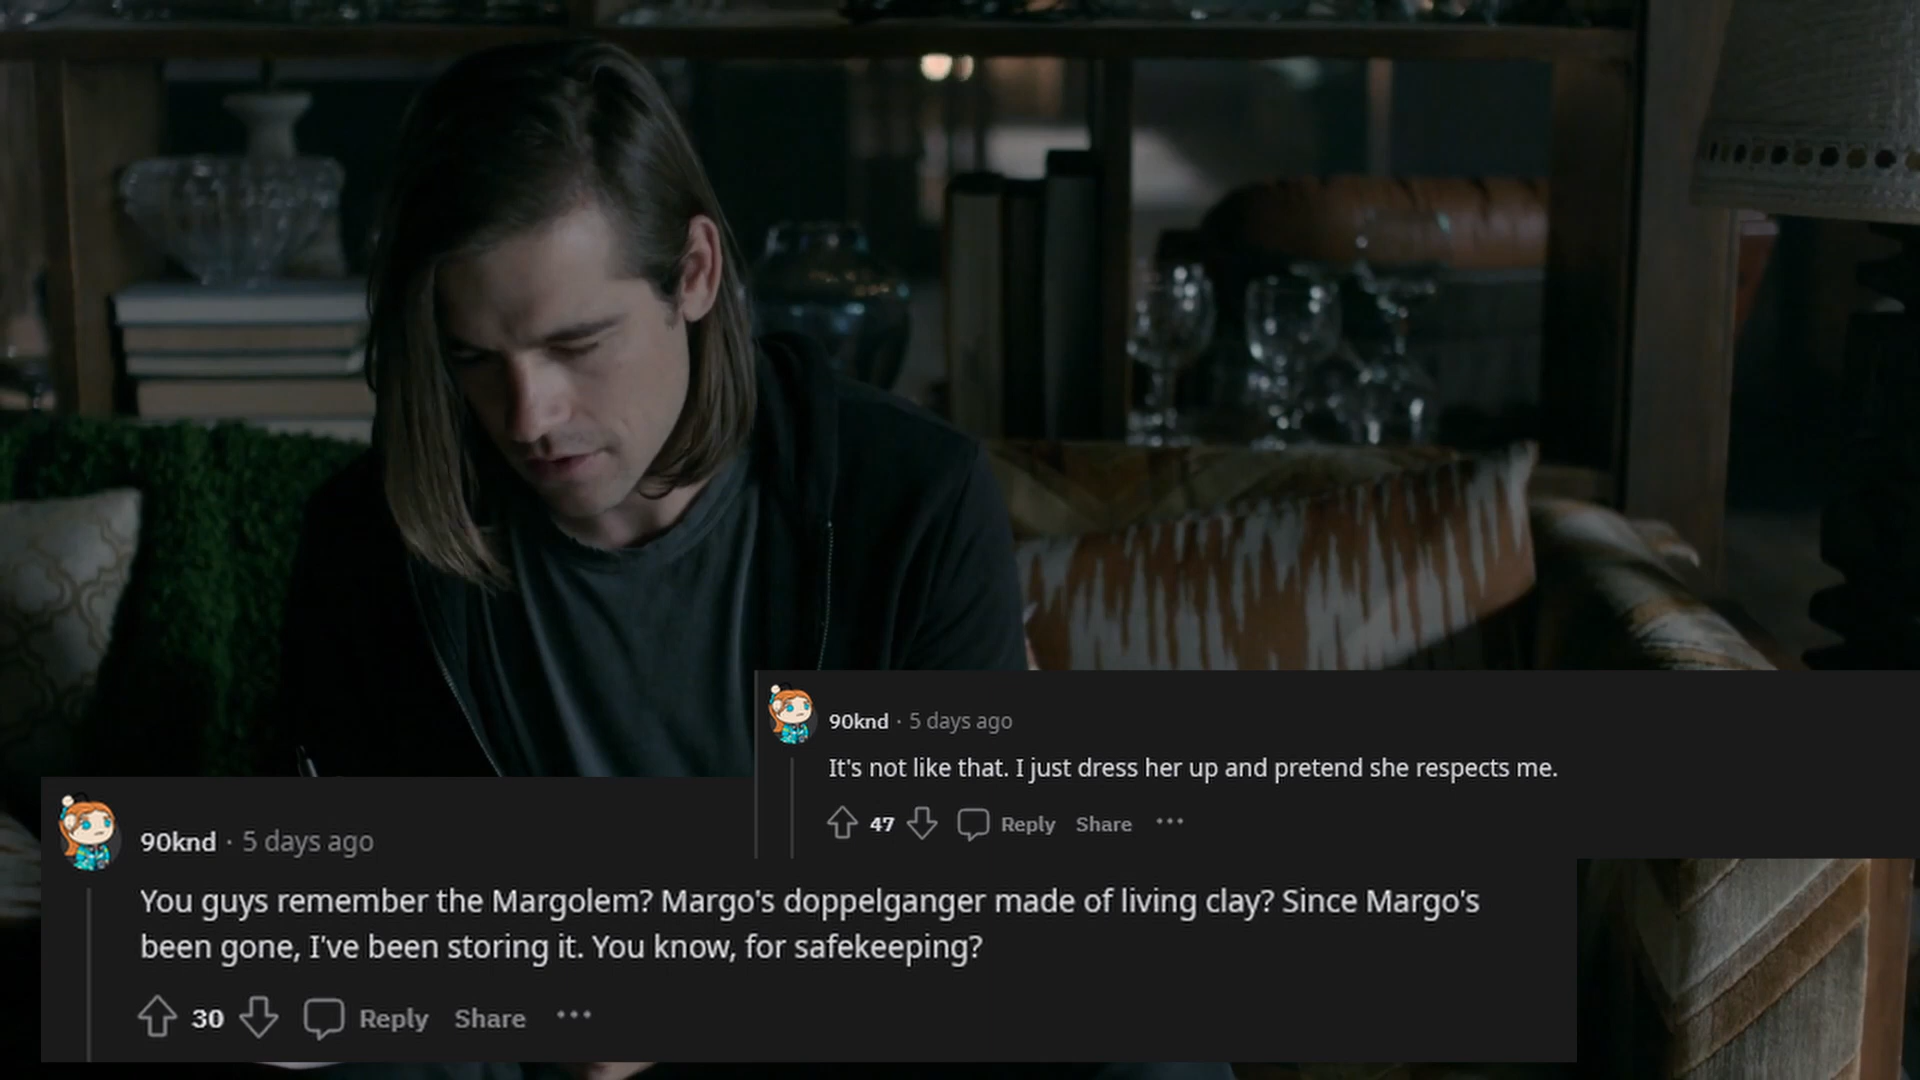 90knd · 5 days ago
It's not like that. I just dress her up and pretend she respects me.
47 Reply Share ···
90knd · 5 days ago
You guys remember the Margolem? Margo's doppelganger made of living clay? Since Margo's
been gone, I've been storing it. You know, for safekeeping?
30 Reply Share ···